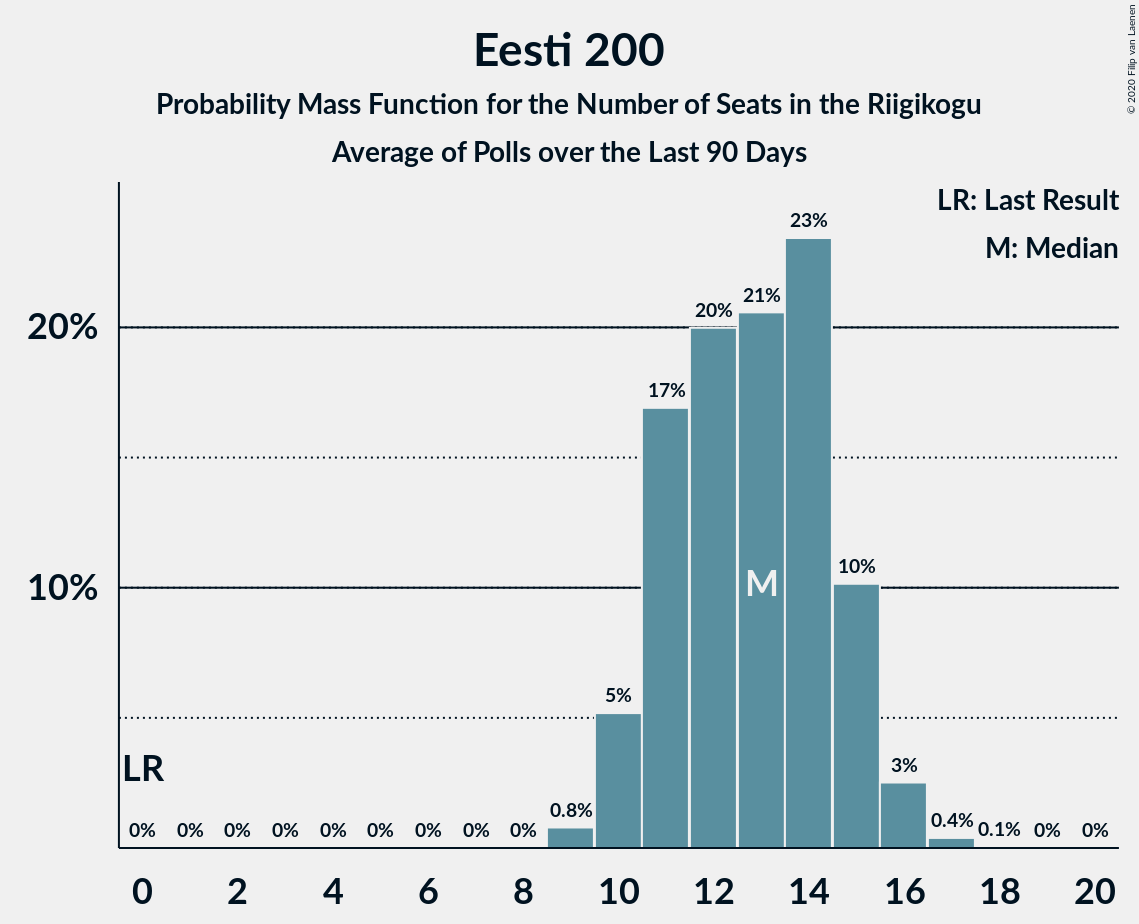 Eesti 200
Probability Mass Function for the Number of Seats in the Riigikogu
Average of Polls over the Last 90 Days
© 2020 Filip van Laenen
LR: Last Result
M: Median
20%
10%
LR
0% 0% 0% 0% 0% 0% 0% 0% 0% 0.8% 5% 17% 20% 21% 23% 10% 3% 0.4% 0.1% 0% 0%
M
0 2 4 6 8 10 12 14 16 18 20